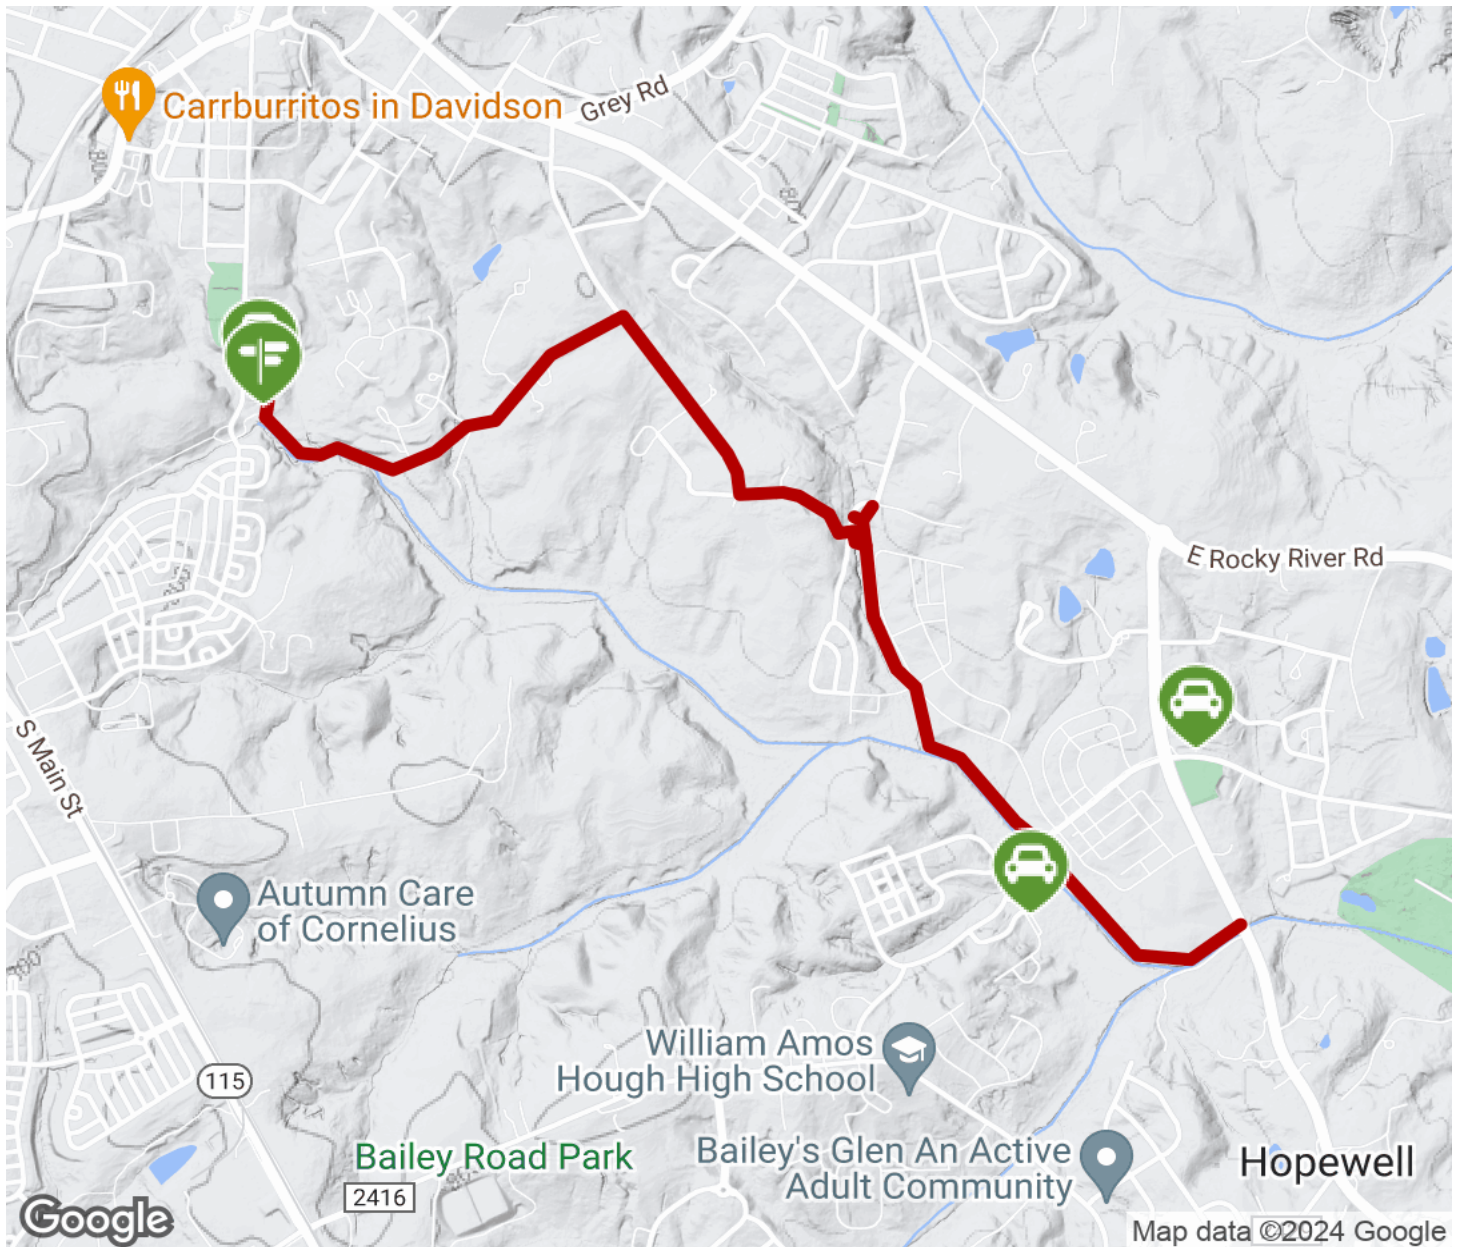 Carrburritos in Davidson
Grey Rd
E Rocky River Rd
S Main St
Autumn Care
of Cornelius
115
William Amos
Hough High School
Bailey Road Park
2416
Bailey's Glen An Active
Adult Community
Hopewell
Google
Map data ©2024 Google